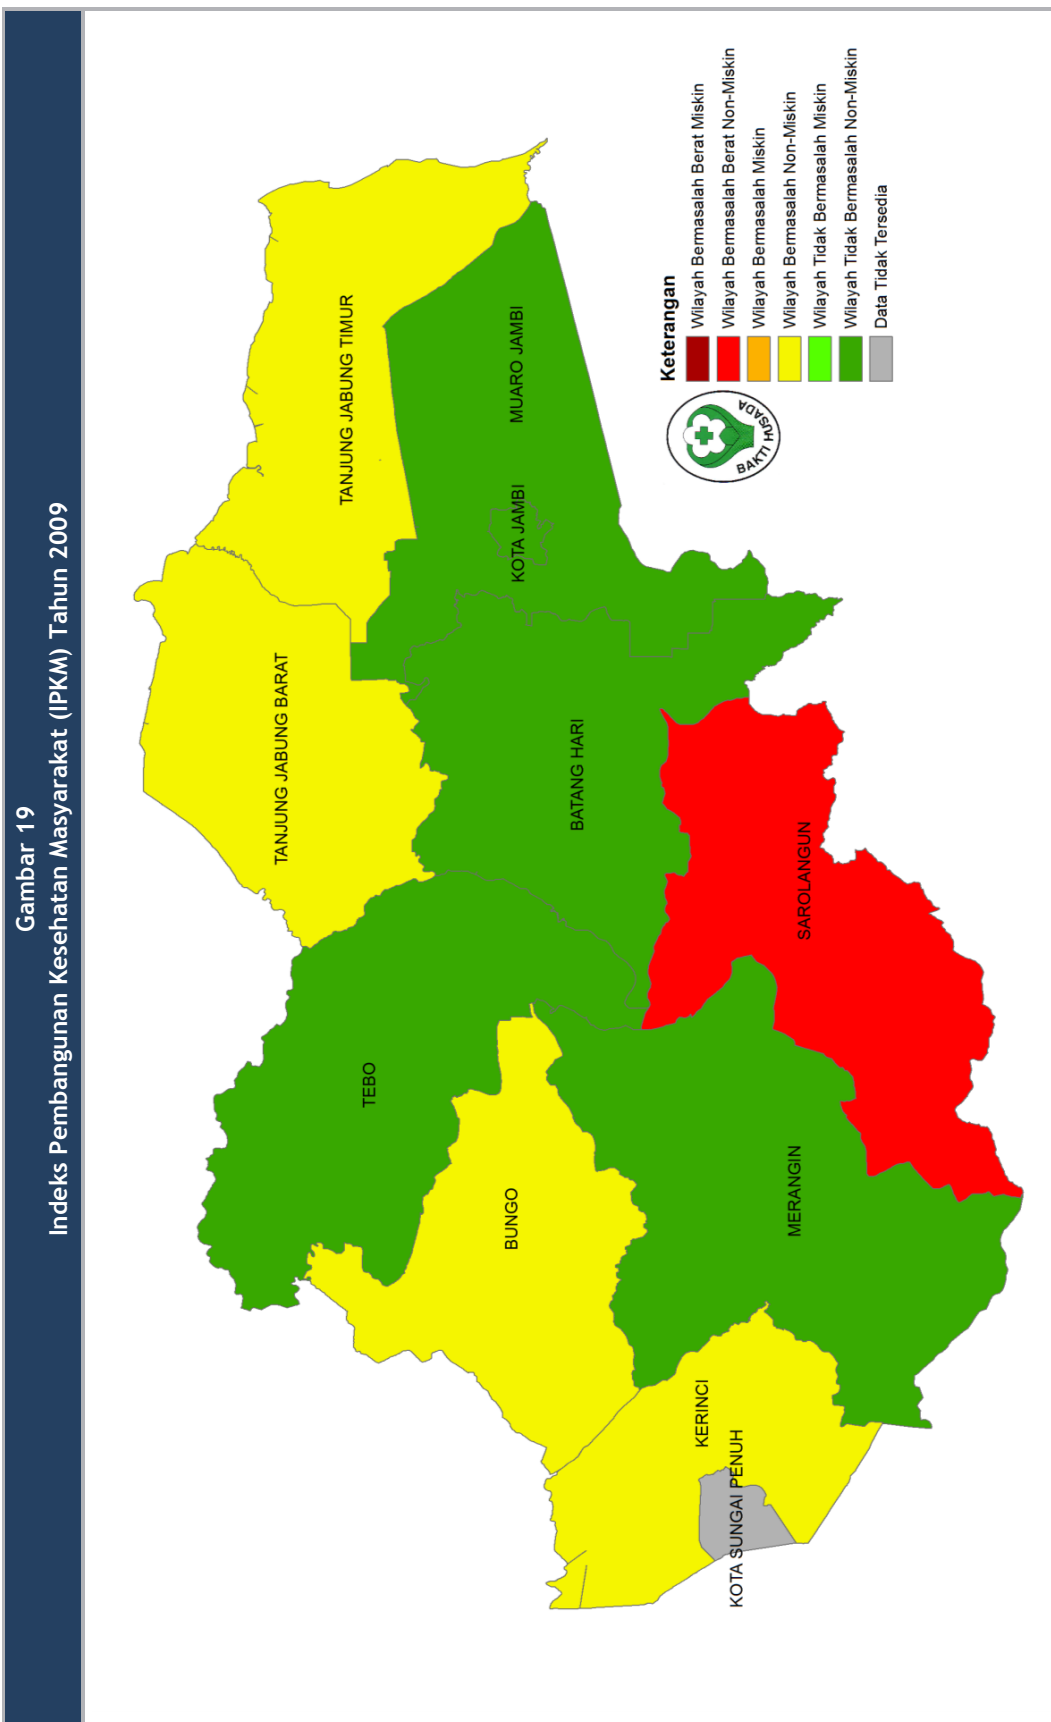 Gambar 19
Indeks Pembangunan Kesehatan Masyarakat (IPKM) Tahun 2009
TANJUNG JABUNG TIMUR
TANJUNG JABUNG BARAT
MUARO JAMBI
KOTA JAMBI
BATANG HARI
TEBO
BUNGO
SAROLANGUN
MERANGIN
KERINCI
KOTA SUNGAI PENUH
BAKTI HUSADA
Keterangan
Wilayah Bermasalah Berat Miskin
Wilayah Bermasalah Berat Non-Miskin
Wilayah Bermasalah Miskin
Wilayah Bermasalah Non-Miskin
Wilayah Tidak Bermasalah Miskin
Wilayah Tidak Bermasalah Non-Miskin
Data Tidak Tersedia